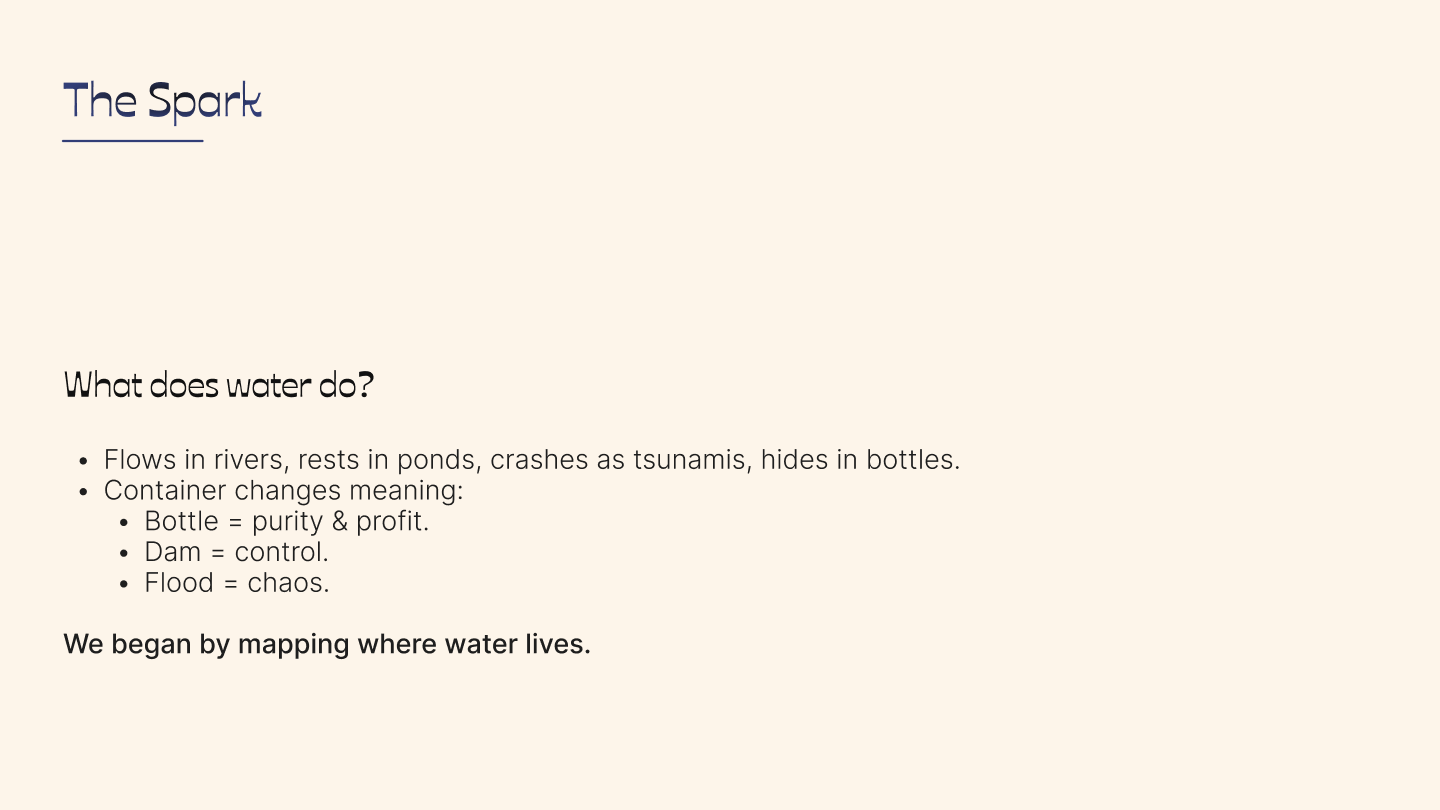 The Spark
What does water do?
• Flows in rivers, rests in ponds, crashes as tsunamis, hides in bottles.
• Container changes meaning:
• Bottle = purity & profit.
• Dam = control.
• Flood = chaos.
We began by mapping where water lives.